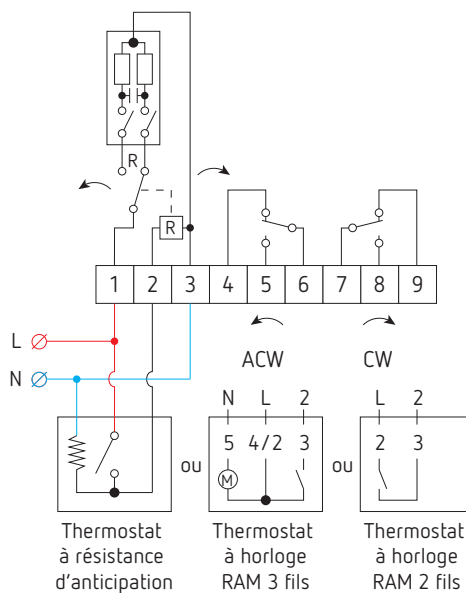 R
R
1 2 3 4 5 6 7 8 9
L
N
ACW CW
N L 2 L 2
5 4/2 3 2 3
M
ou ou
Thermostat à résistance d'anticipation
Thermostat à horloge RAM 3 fils
Thermostat à horloge RAM 2 fils